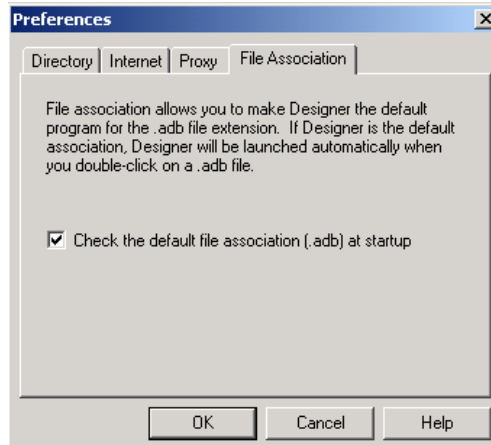 Preferences
Directory Internet Proxy File Association
File association allows you to make Designer the default
program for the .adb file extension. If Designer is the default
association, Designer will be launched automatically when
you double-click on a .adb file.
Check the default file association (.adb) at startup
OK Cancel Help